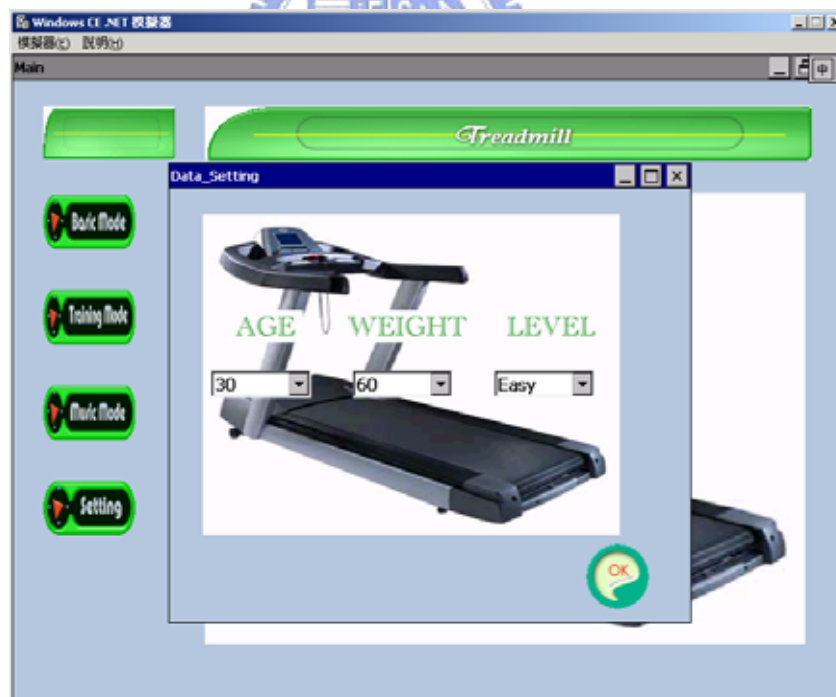 Windows CE .NET 模擬器
模擬器(E) 說明(H)
Main
中
Treadmill
Data_Setting
Basic Mode
Training Mode
Music Mode
Setting
AGE WEIGHT LEVEL
30 60 Easy
OK